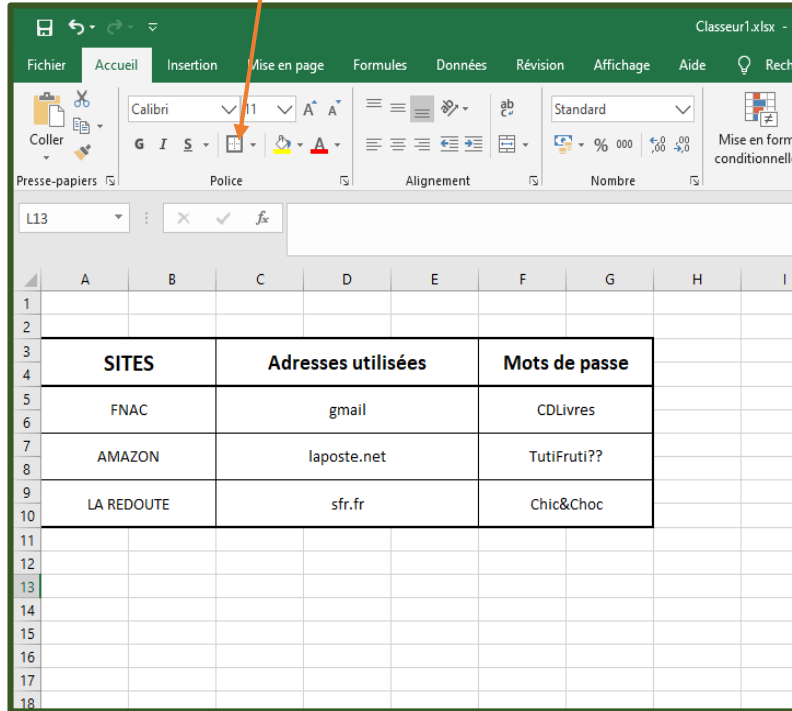 Classeur1.xlsx -
Fichier Accueil Insertion Mise en page Formules Données Révision Affichage Aide Rech
Coller Calibri 11 A A ab Standard Mise en form
G I S A % 000 ,00 conditionnell
Presse-papiers Police Alignement Nombre
L13 fx
A B C D E F G H I
1
2
3
SITES Adresses utilisées Mots de passe
4
5
FNAC gmail CDLivres
6
7
AMAZON laposte.net TutiFruti??
8
9
LA REDOUTE sfr.fr Chic&Choc
10
11
12
13
14
15
16
17
18